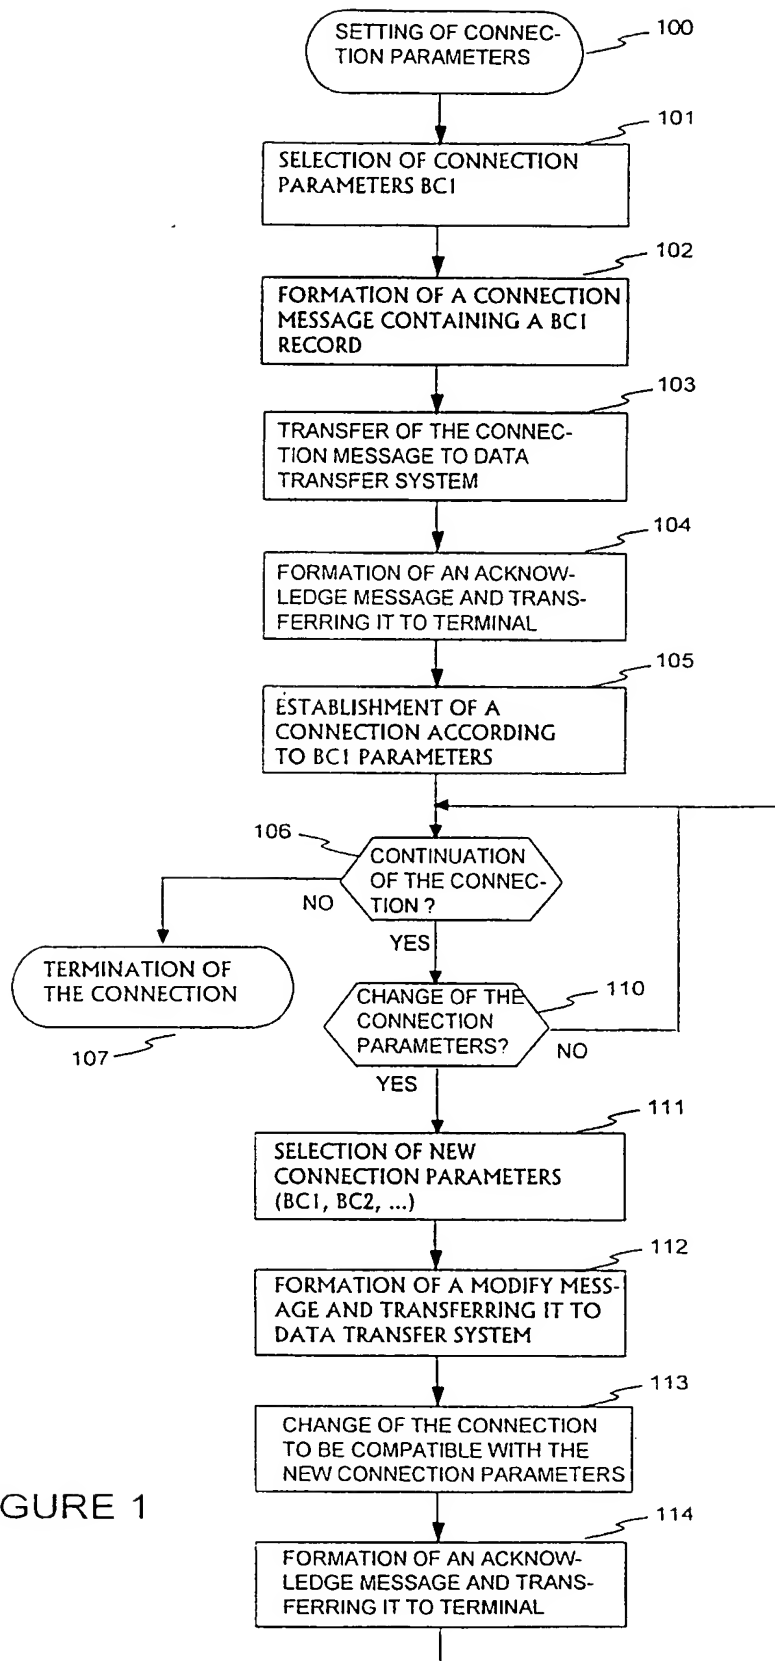 SETTING OF CONNEC-
TION PARAMETERS
100
101
SELECTION OF CONNECTION
PARAMETERS BC1
102
FORMATION OF A CONNECTION
MESSAGE CONTAINING A BC1
RECORD
103
TRANSFER OF THE CONNEC-
TION MESSAGE TO DATA
TRANSFER SYSTEM
104
FORMATION OF AN ACKNOW-
LEDGE MESSAGE AND TRANS-
FERRING IT TO TERMINAL
105
ESTABLISHMENT OF A
CONNECTION ACCORDING
TO BC1 PARAMETERS
106
CONTINUATION
OF THE CONNEC-
TION ?
NO
YES
TERMINATION OF
THE CONNECTION
107
CHANGE OF THE
CONNECTION
PARAMETERS?
110
NO
YES
111
SELECTION OF NEW
CONNECTION PARAMETERS
(BC1, BC2, ...)
112
FORMATION OF A MODIFY MESS-
AGE AND TRANSFERRING IT TO
DATA TRANSFER SYSTEM
113
CHANGE OF THE CONNECTION
TO BE COMPATIBLE WITH THE
NEW CONNECTION PARAMETERS
GURE 1
114
FORMATION OF AN ACKNOW-
LEDGE MESSAGE AND TRANS-
FERRING IT TO TERMINAL